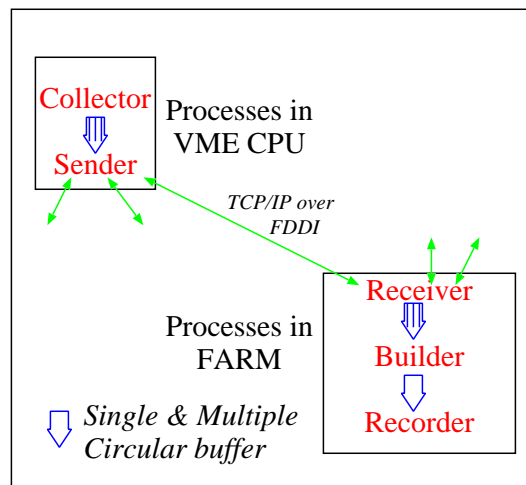 Collector
Sender
Processes in
VME CPU
TCP/IP over
FDDI
Receiver
Builder
Recorder
Processes in
FARM
Single & Multiple
Circular buffer